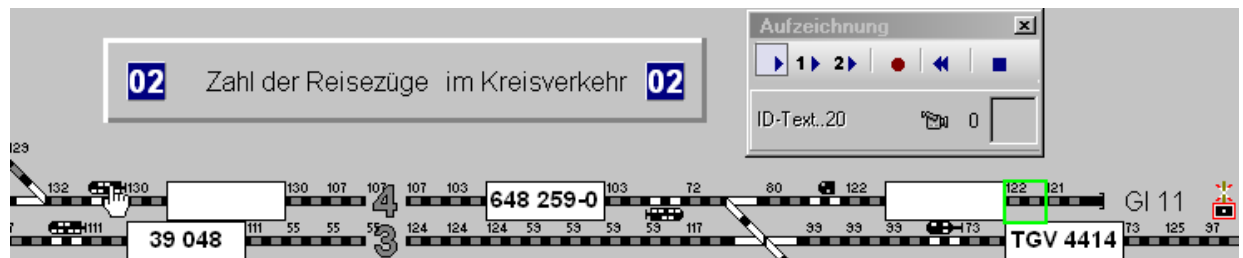 Aufzeichnung
1 2
02 Zahl der Reisezüge im Kreisverkehr 02
ID-Text..20 0
129
132 130 130 107 107 4 107 103 648 259-0 103 72 80 122 122 121 Gl 11
111 39 048 111 55 55 55 3 124 124 124 59 59 59 59 117 99 99 99 173 TGV 4414 73 125 97